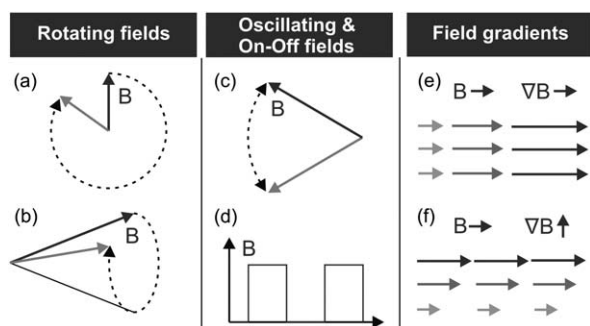 Rotating fields
Oscillating &
On-Off fields
Field gradients
(a)
B
(b)
B
(c)
B
(d)
B
(e)
B ∇B
(f)
B ∇B